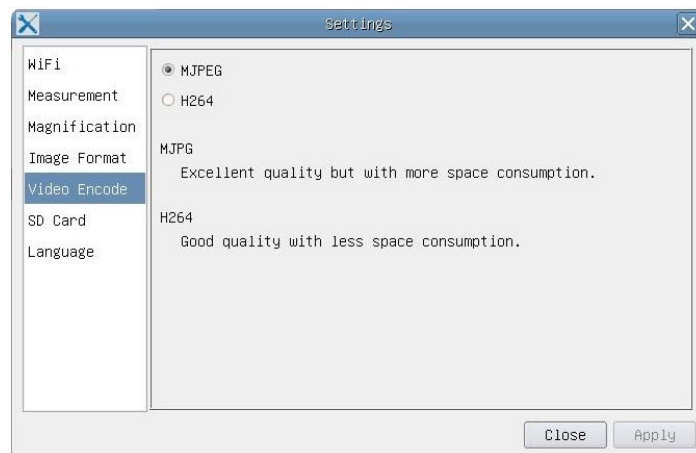 Settings
WiFi
Measurement
Magnification
Image Format
Video Encode
SD Card
Language
MJPEG
H264
MJPG
Excellent quality but with more space consumption.
H264
Good quality with less space consumption.
Close
Apply